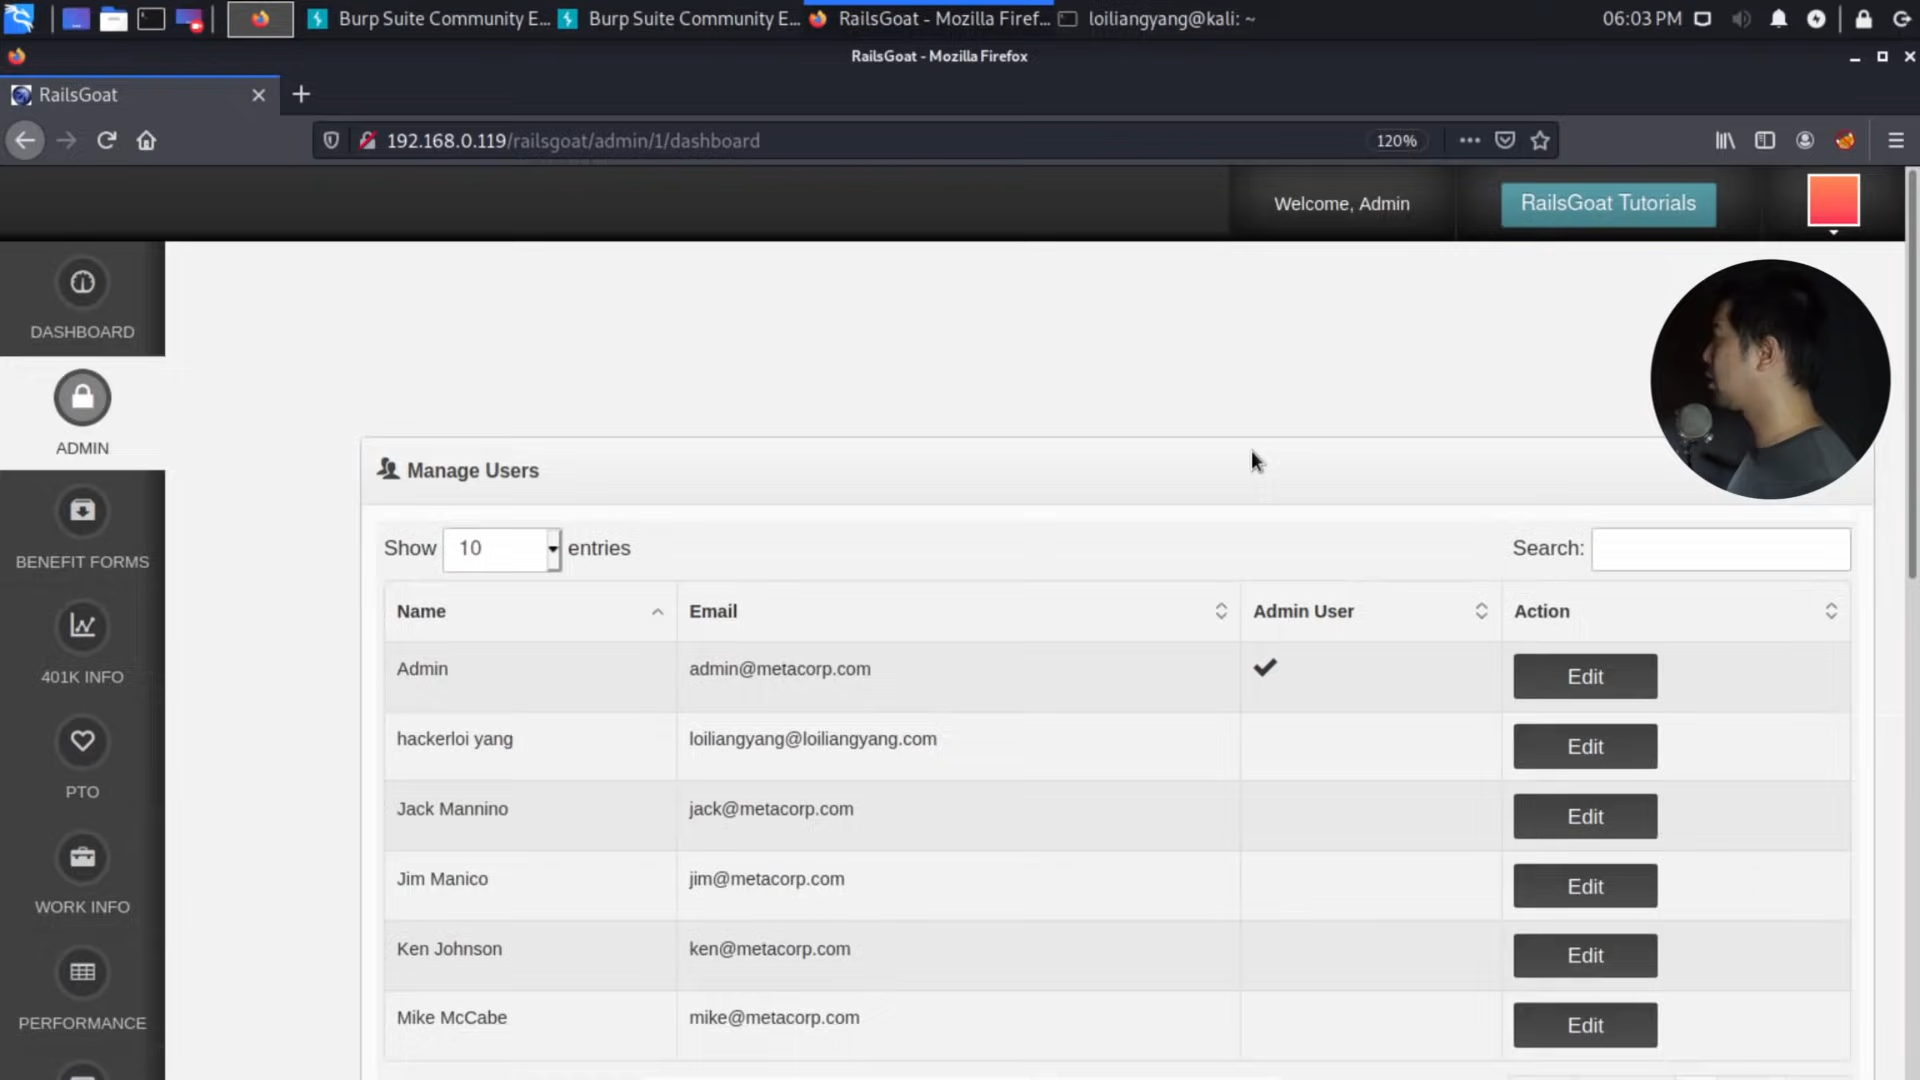 Burp Suite Community E... Burp Suite Community E... RailsGoat - Mozilla Firef... loiliangyang@kali: ~ 06:03 PM
RailsGoat - Mozilla Firefox
RailsGoat
192.168.0.119/railsgoat/admin/1/dashboard 120%
Welcome, Admin RailsGoat Tutorials
DASHBOARD
ADMIN
BENEFIT FORMS
401K INFO
PTO
WORK INFO
PERFORMANCE
Manage Users
Show 10 entries Search:
Name Email Admin User Action
Admin admin@metacorp.com Edit
hackerloi yang loiliangyang@loiliangyang.com Edit
Jack Mannino jack@metacorp.com Edit
Jim Manico jim@metacorp.com Edit
Ken Johnson ken@metacorp.com Edit
Mike McCabe mike@metacorp.com Edit